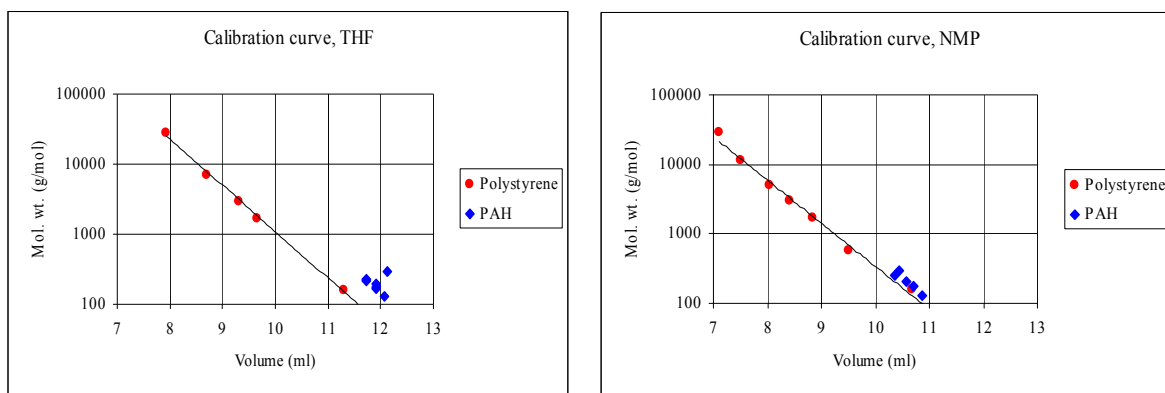 Calibration curve, THF
100000
10000
1000
100
Mol. wt. (g/mol)
7 8 9 10 11 12 13
Volume (ml)
Polystyrene
PAH
Calibration curve, NMP
100000
10000
1000
100
Mol. wt. (g/mol)
7 8 9 10 11 12 13
Volume (ml)
Polystyrene
PAH